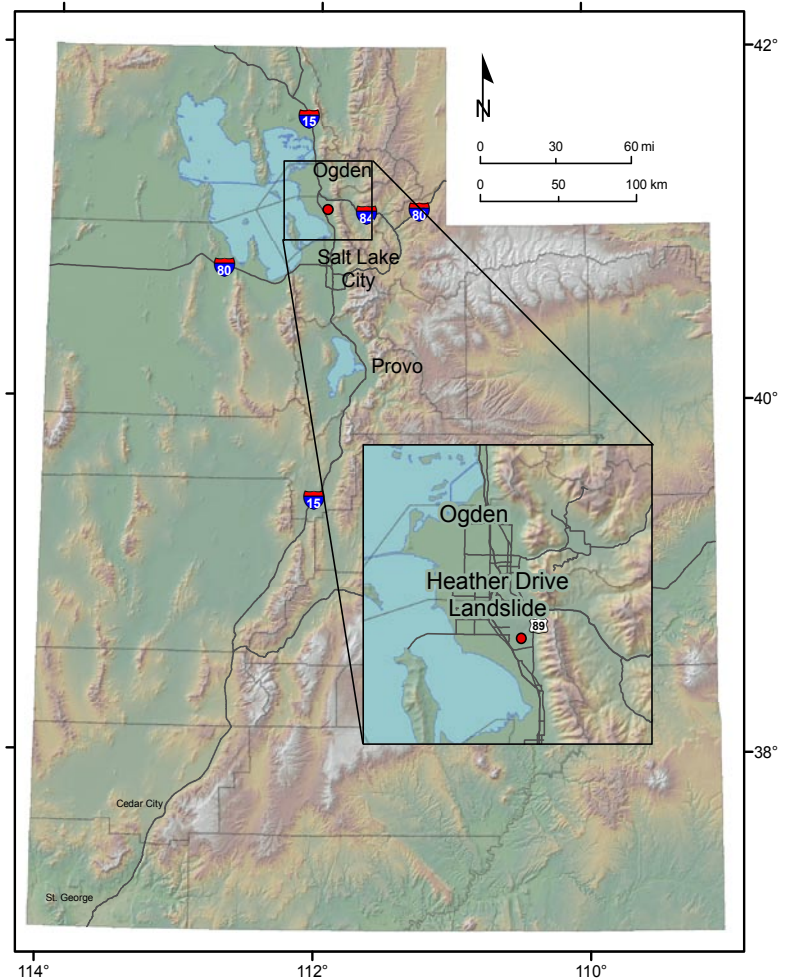 42°
N
0 30 60 mi
0 50 100 km
15
Ogden
84
80
Salt Lake
City
80
Provo
40°
15
Ogden
Heather Drive
Landslide
89
38°
Cedar City
St. George
114°
112°
110°